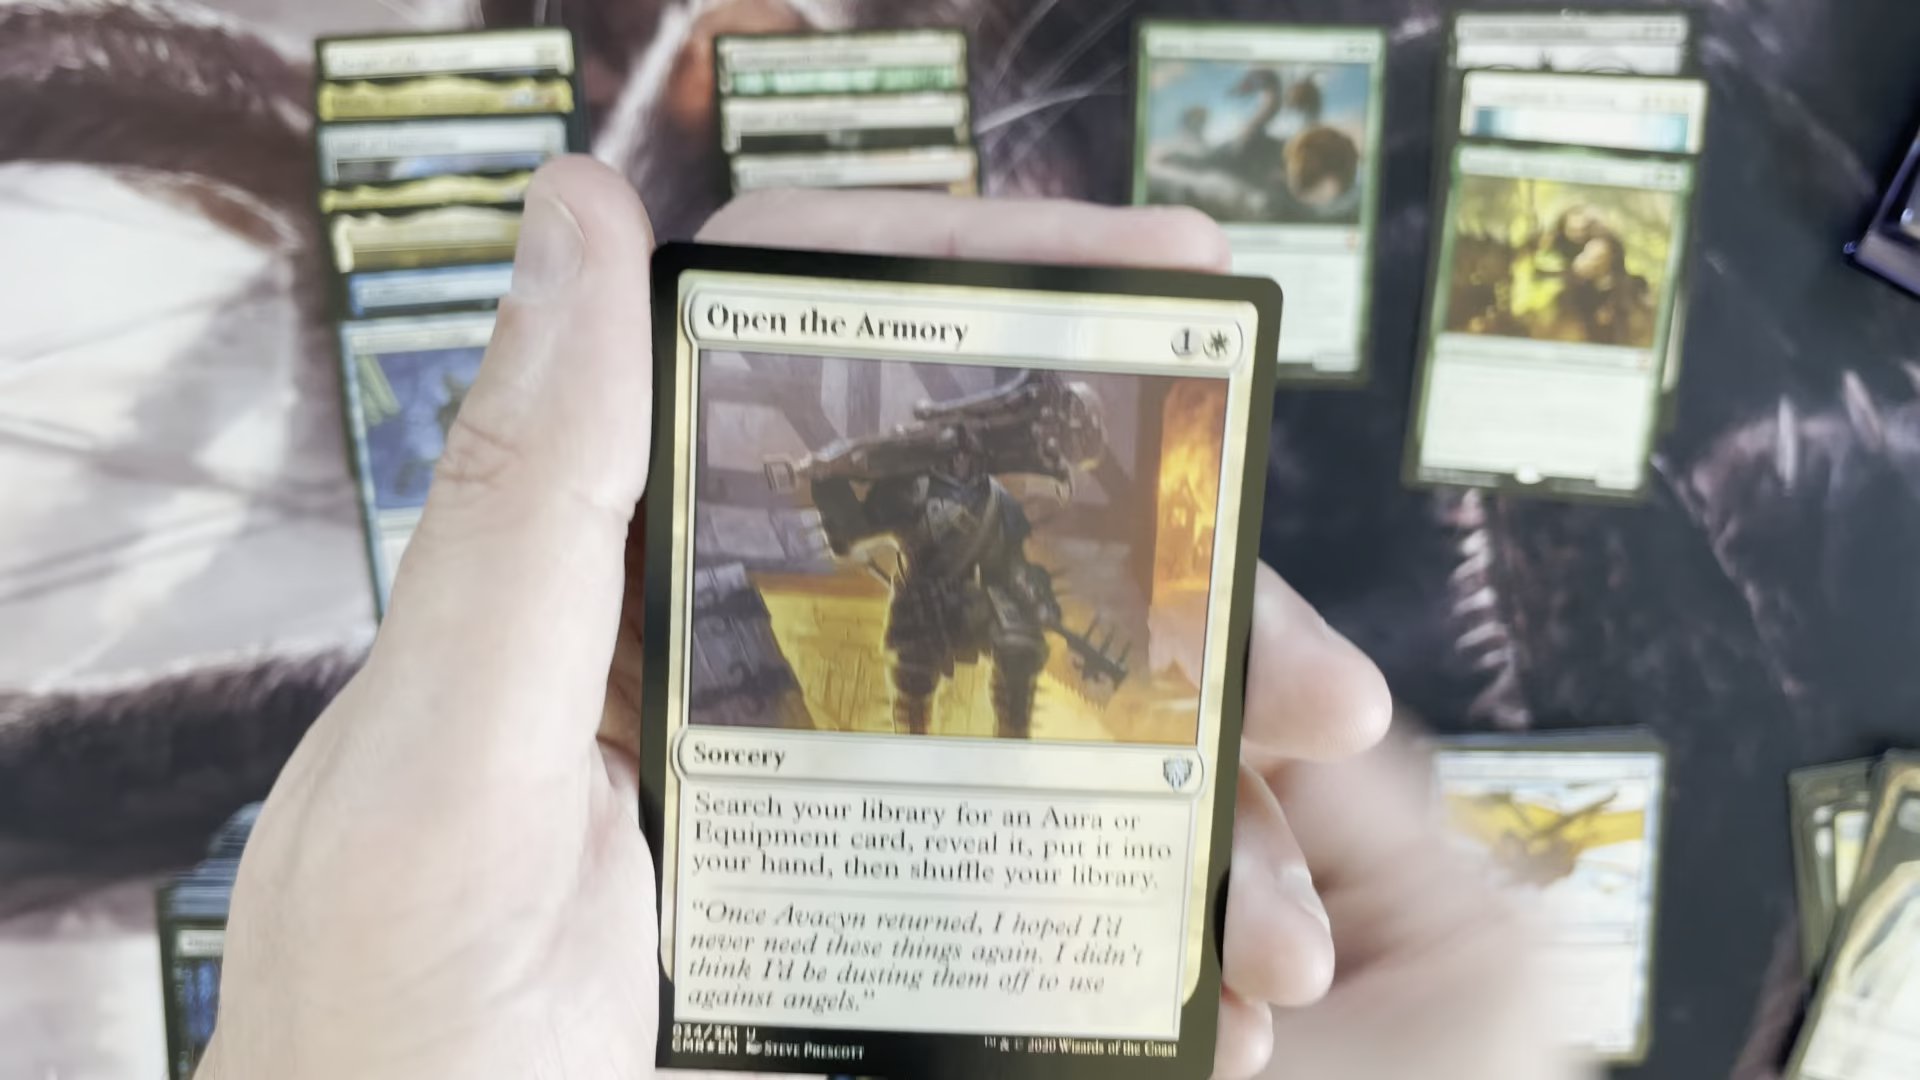 Open the Armory
1
Sorcery
Search your library for an Aura or
Equipment card, reveal it, put it into
your hand, then shuffle your library.
"Once Avacyn returned, I hoped I'd
never need these things again. I didn't
think I'd be dusting them off to use
against angels."
034/361 U
CMR★EN STEVE PRESCOTT
™ & © 2020 Wizards of the Coast